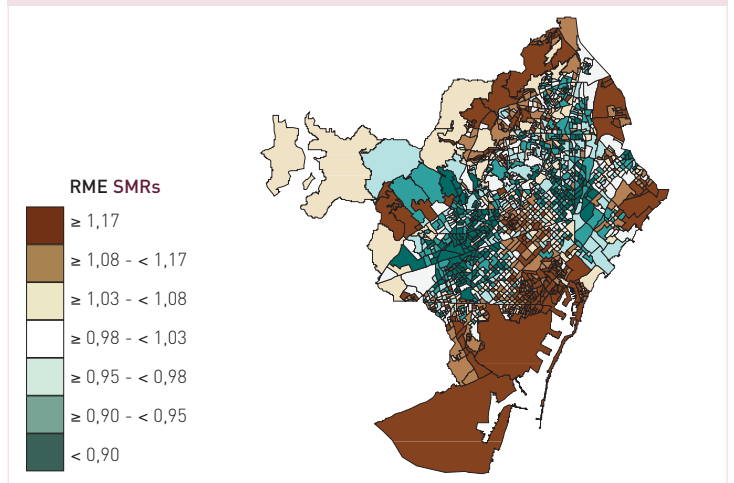 RME SMRs
≥ 1,17
≥ 1,08 - < 1,17
≥ 1,03 - < 1,08
≥ 0,98 - < 1,03
≥ 0,95 - < 0,98
≥ 0,90 - < 0,95
< 0,90